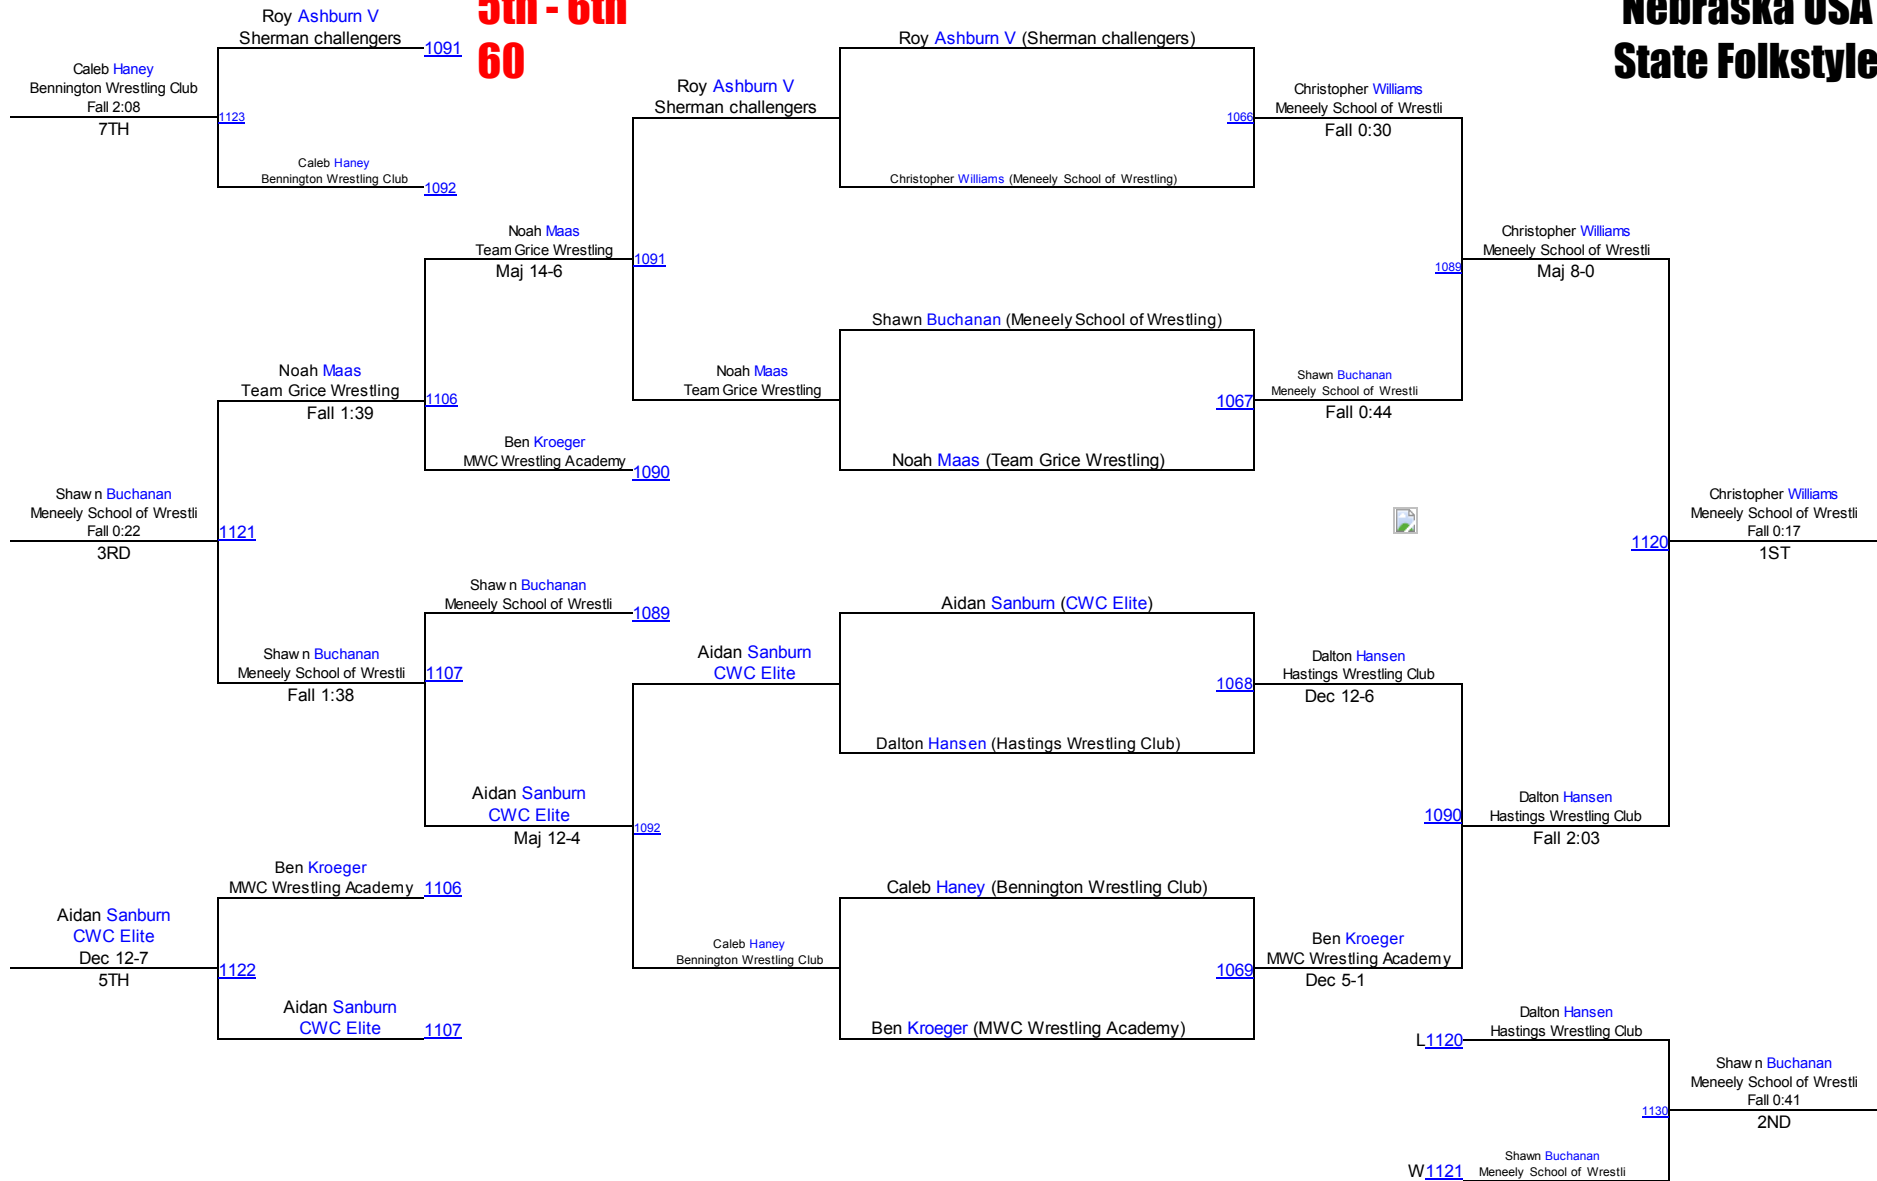 5th - 6th
60
Nebraska USA
State Folkstyle
Roy Ashburn V
Sherman challengers
1091
Caleb Haney
Bennington Wrestling Club
Fall 2:08
7TH
1123
Caleb Haney
Bennington Wrestling Club
1092
Roy Ashburn V
Sherman challengers
Roy Ashburn V (Sherman challengers)
1066
Christopher Williams (Meneely School of Wrestling)
Christopher Williams
Meneely School of Wrestli
Fall 0:30
Noah Maas
Team Grice Wrestling
Maj 14-6
1091
1089
Christopher Williams
Meneely School of Wrestli
Maj 8-0
Shawn Buchanan (Meneely School of Wrestling)
Noah Maas
Team Grice Wrestling
Fall 1:39
1106
Noah Maas
Team Grice Wrestling
1067
Shawn Buchanan
Meneely School of Wrestli
Fall 0:44
Ben Kroeger
MWC Wrestling Academy
1090
Noah Maas (Team Grice Wrestling)
Shawn Buchanan
Meneely School of Wrestli
Fall 0:22
3RD
1121
1120
Christopher Williams
Meneely School of Wrestli
Fall 0:17
1ST
Shawn Buchanan
Meneely School of Wrestli
1089
Aidan Sanburn (CWC Elite)
Shawn Buchanan
Meneely School of Wrestli
Fall 1:38
1107
Aidan Sanburn
CWC Elite
1068
Dalton Hansen
Hastings Wrestling Club
Dec 12-6
Dalton Hansen (Hastings Wrestling Club)
Aidan Sanburn
CWC Elite
Maj 12-4
1092
1090
Dalton Hansen
Hastings Wrestling Club
Fall 2:03
Ben Kroeger
MWC Wrestling Academy
1106
Caleb Haney (Bennington Wrestling Club)
Aidan Sanburn
CWC Elite
Dec 12-7
5TH
1122
Caleb Haney
Bennington Wrestling Club
1069
Ben Kroeger
MWC Wrestling Academy
Dec 5-1
Aidan Sanburn
CWC Elite
1107
Ben Kroeger (MWC Wrestling Academy)
L1120
Dalton Hansen
Hastings Wrestling Club
1130
Shawn Buchanan
Meneely School of Wrestli
Fall 0:41
2ND
W1121
Shawn Buchanan
Meneely School of Wrestli